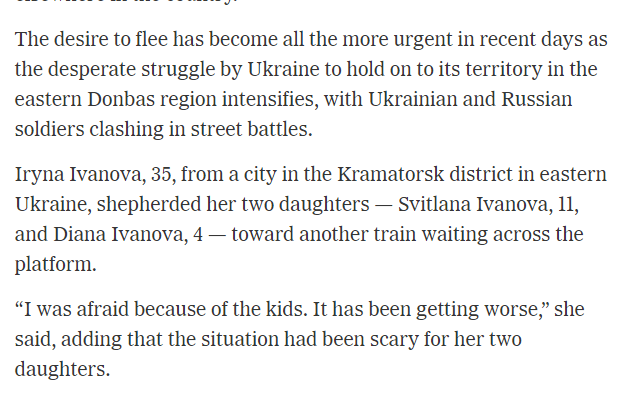 The desire to flee has become all the more urgent in recent days as
the desperate struggle by Ukraine to hold on to its territory in the
eastern Donbas region intensifies, with Ukrainian and Russian
soldiers clashing in street battles.
Iryna Ivanova, 35, from a city in the Kramatorsk district in eastern
Ukraine, shepherded her two daughters — Svitlana Ivanova, 11,
and Diana Ivanova, 4 — toward another train waiting across the
platform.
“I was afraid because of the kids. It has been getting worse,” she
said, adding that the situation had been scary for her two
daughters.